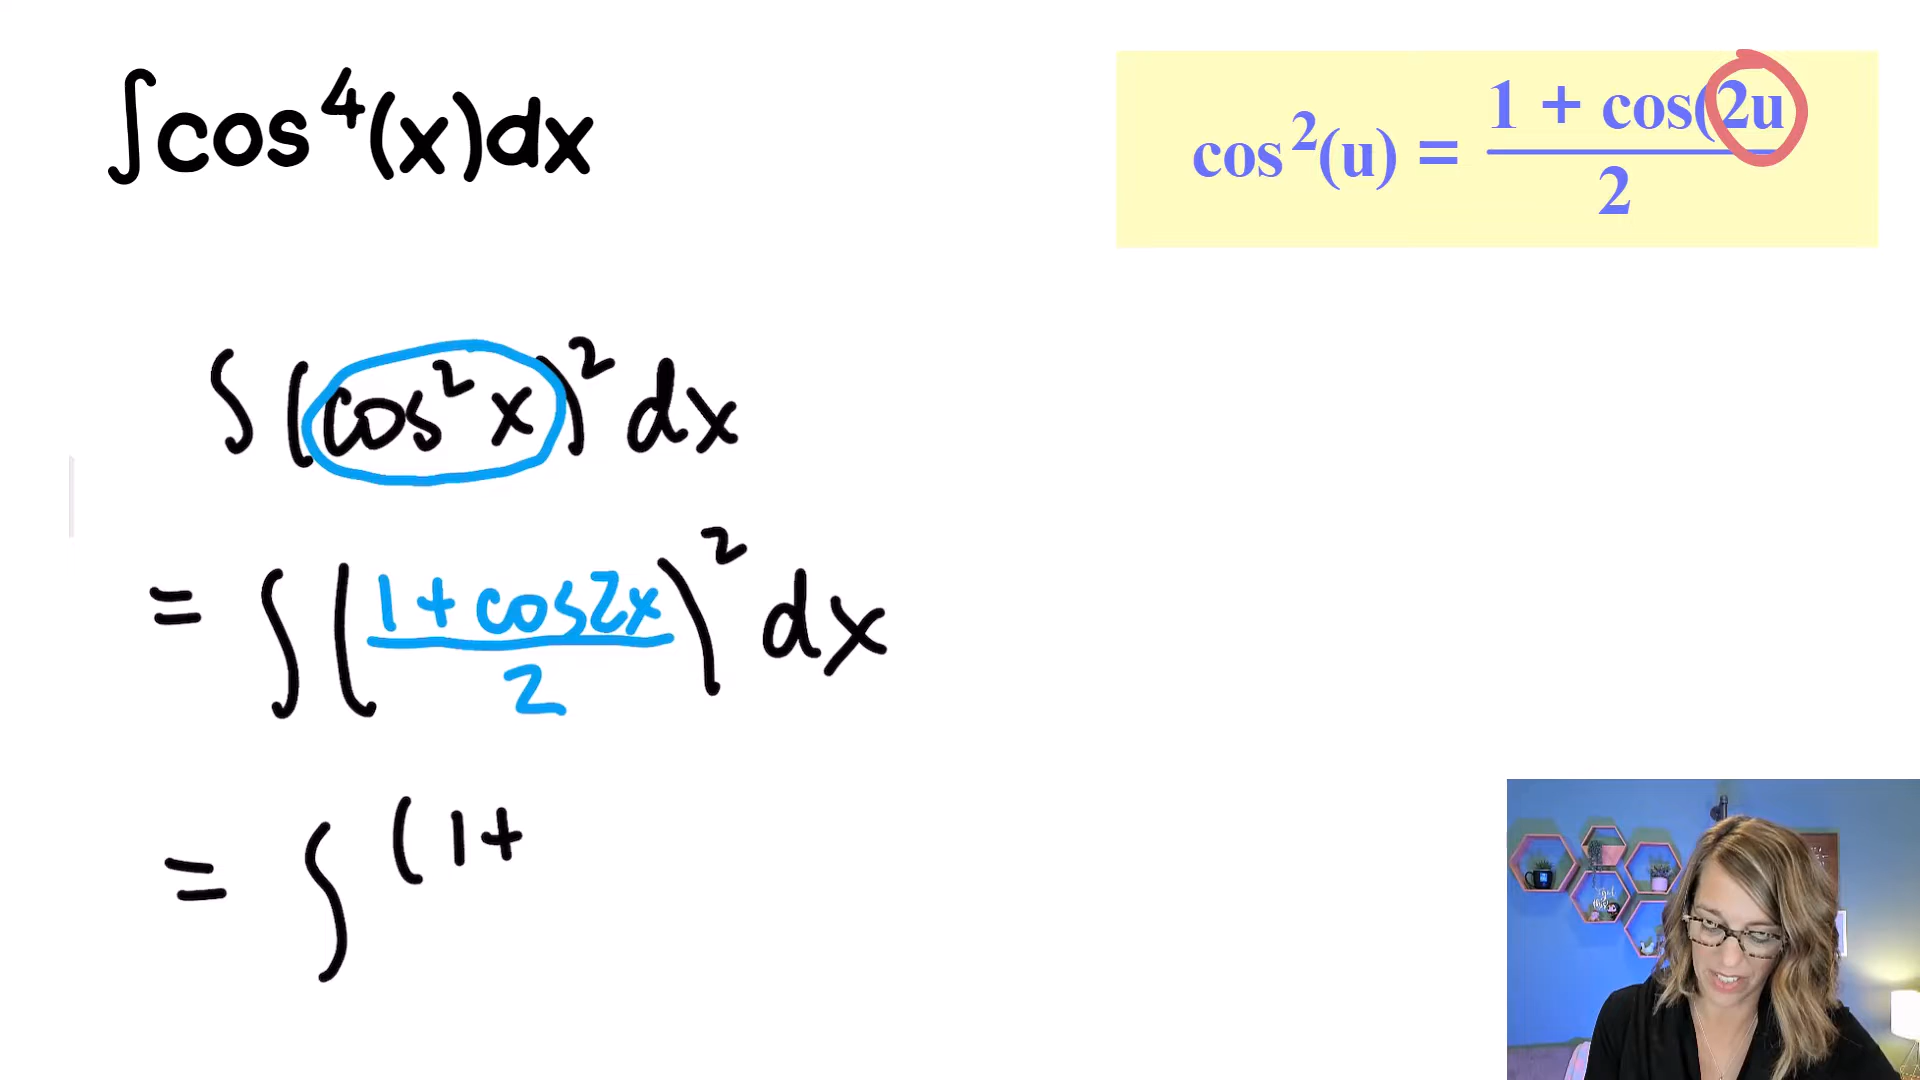 ∫cos⁴(x)dx
cos²(u) = (1 + cos(2u)/2
∫(cos²x)² dx
= ∫((1+cos2x)/2)² dx
= ∫ (1+